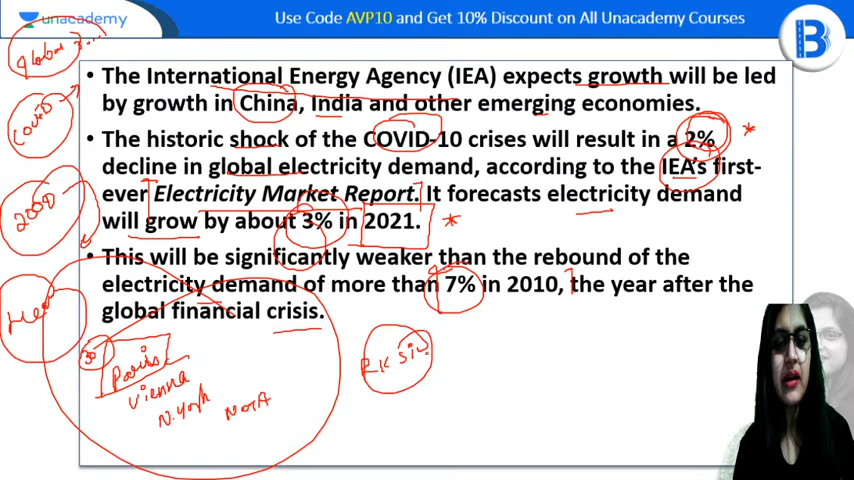 unacademy
Use Code AVP10 and Get 10% Discount on All Unacademy Courses
B
• The International Energy Agency (IEA) expects growth will be led
by growth in China, India and other emerging economies.
• The historic shock of the COVID-10 crises will result in a 2%
decline in global electricity demand, according to the IEA's first-
ever Electricity Market Report. It forecasts electricity demand
will grow by about 3% in 2021.
• This will be significantly weaker than the rebound of the
electricity demand of more than 7% in 2010, the year after the
global financial crisis.
Global
Covid
2000
Paris
Vienna
N.York
NOTA
RK